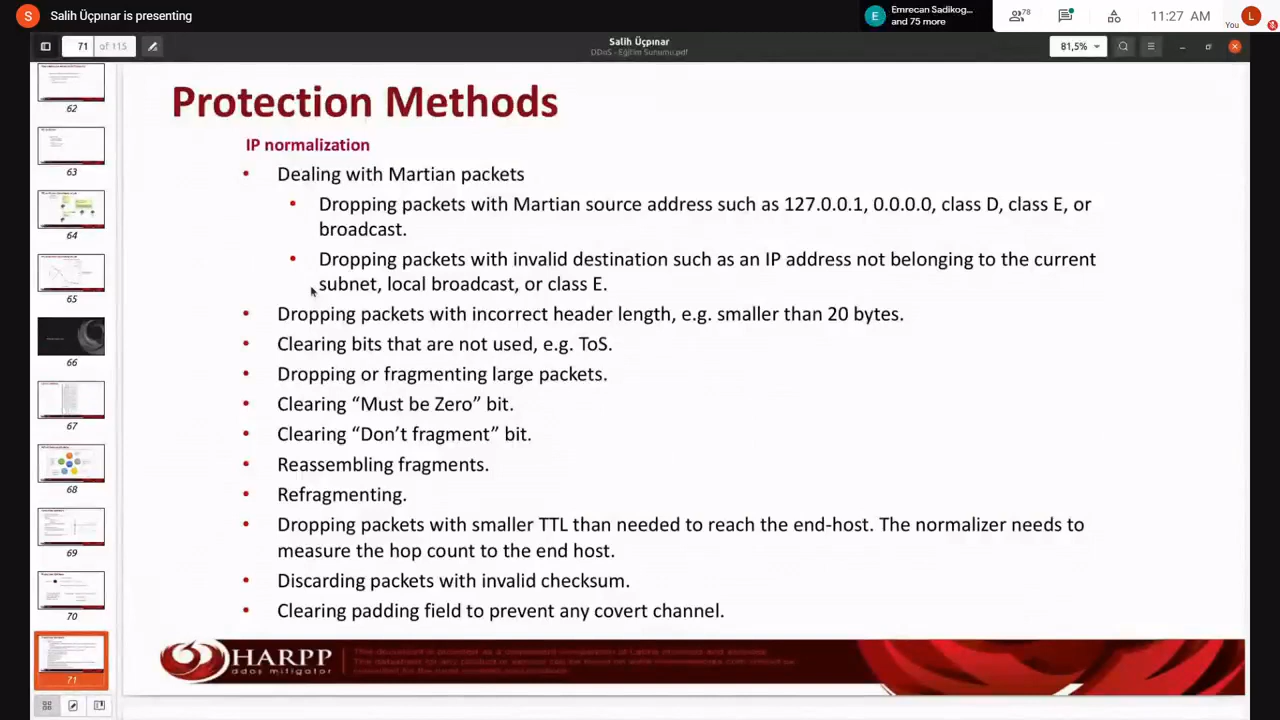 Salih Üçpınar is presenting
Emrecan Sadikog...
and 75 more
78
11:27 AM
You
71 of 115
Salih Üçpınar
DDoS - Eğitim Sunumu.pdf
81,5%
62
63
64
65
66
67
68
69
70
71
Protection Methods
IP normalization
• Dealing with Martian packets
• Dropping packets with Martian source address such as 127.0.0.1, 0.0.0.0, class D, class E, or
broadcast.
• Dropping packets with invalid destination such as an IP address not belonging to the current
subnet, local broadcast, or class E.
• Dropping packets with incorrect header length, e.g. smaller than 20 bytes.
• Clearing bits that are not used, e.g. ToS.
• Dropping or fragmenting large packets.
• Clearing “Must be Zero” bit.
• Clearing “Don’t fragment” bit.
• Reassembling fragments.
• Refragmenting.
• Dropping packets with smaller TTL than needed to reach the end-host. The normalizer needs to
measure the hop count to the end host.
• Discarding packets with invalid checksum.
• Clearing padding field to prevent any covert channel.
HARPP
ddos mitigator